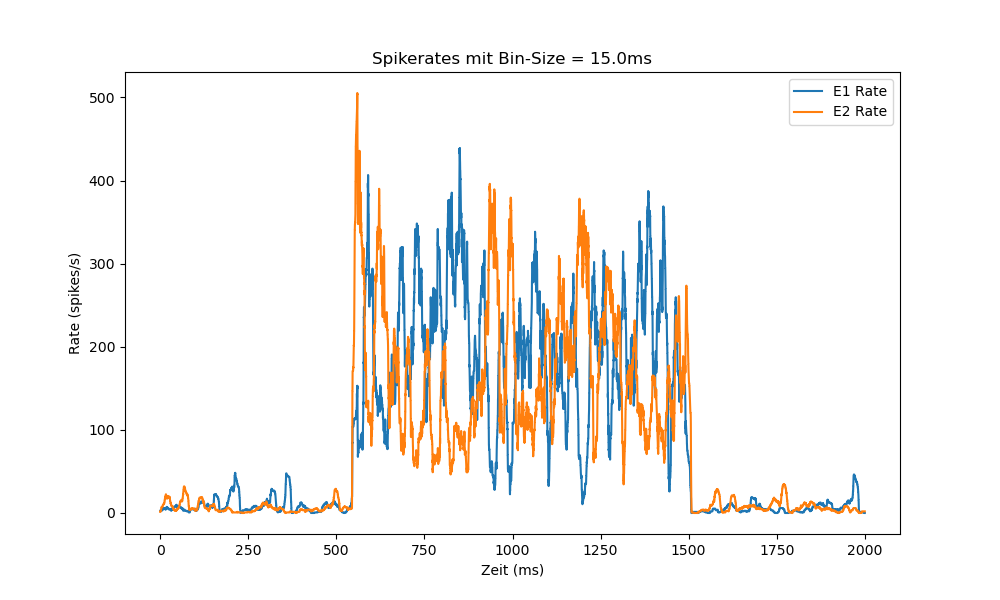 Spikerates mit Bin-Size = 15.0ms
E1 Rate
E2 Rate
500
400
300
200
100
0
Rate (spikes/s)
0 250 500 750 1000 1250 1500 1750 2000
Zeit (ms)